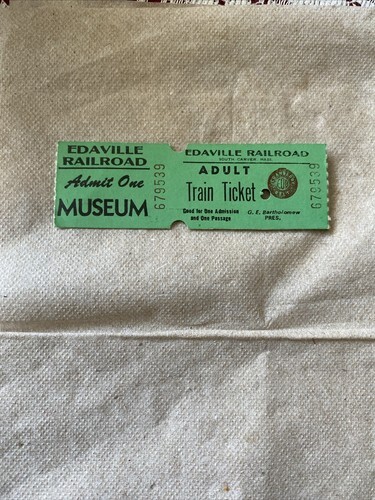 EDAVILLE
RAILROAD
Admit One
MUSEUM
679539
EDAVILLE RAILROAD
SOUTH CARVER, MASS.
ADULT
Train Ticket
Good for One Admission
and One Passage
G. E. Bartholomew
PRES.
679539